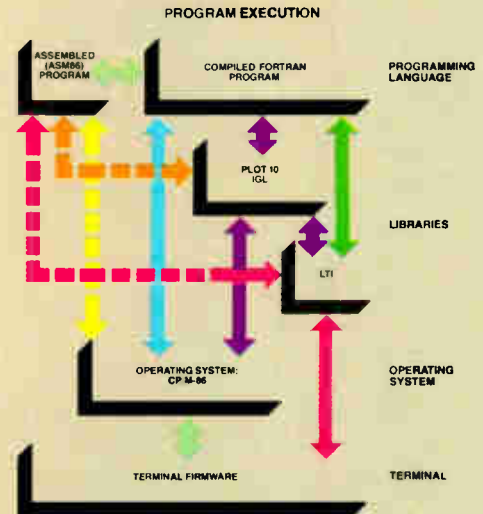 PROGRAM EXECUTION
ASSEMBLED
(ASM86)
PROGRAM
COMPILED FORTRAN
PROGRAM
PROGRAMMING
LANGUAGE
PLOT 10
IGL
LIBRARIES
LTI
OPERATING SYSTEM:
CP M-86
OPERATING
SYSTEM
TERMINAL FIRMWARE
TERMINAL